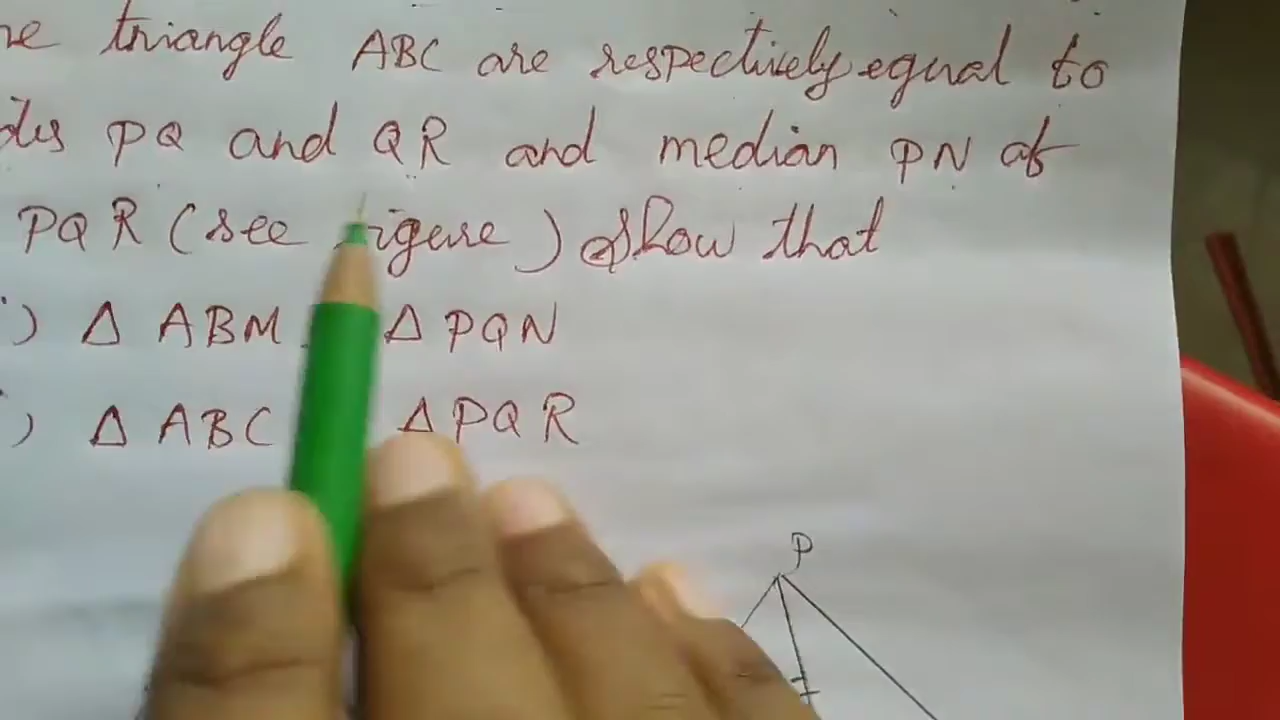 triangle ABC are respectively equal to
PQ and QR and median PN of
PQR (see figure) show that
) Δ ABM Δ PQN
) Δ ABC Δ PQR
P